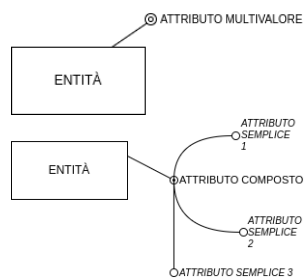 ATTRIBUTO MULTIVALORE
ENTITÀ
ATTRIBUTO
SEMPLICE
1
ENTITÀ
ATTRIBUTO COMPOSTO
ATTRIBUTO
SEMPLICE
2
ATTRIBUTO SEMPLICE 3